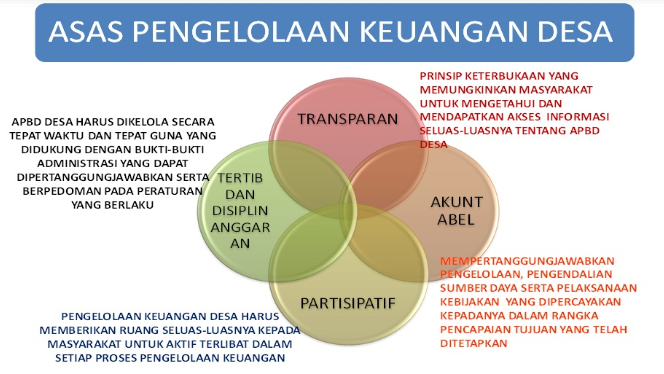 ASAS PENGELOLAAN KEUANGAN DESA
PRINSIP KETERBUKAAN YANG
MEMUNGKINKAN MASYARAKAT
UNTUK MENGETAHUI DAN
MENDAPATKAN AKSES INFORMASI
SELUAS-LUASNYA TENTANG APBD
DESA
TRANSPARAN
APBD DESA HARUS DIKELOLA SECARA
TEPAT WAKTU DAN TEPAT GUNA YANG
DIDUKUNG DENGAN BUKTI-BUKTI
ADMINISTRASI YANG DAPAT
DIPERTANGGUNGJAWABKAN SERTA
BERPEDOMAN PADA PERATURAN
YANG BERLAKU
TERTIB
DAN
DISIPLIN
ANGGAR
AN
AKUNT
ABEL
MEMPERTANGGUNGJAWABKAN
PENGELOLAAN, PENGENDALIAN
SUMBER DAYA SERTA PELAKSANAAN
KEBIJAKAN YANG DIPERCAYAKAN
KEPADANYA DALAM RANGKA
PENCAPAIAN TUJUAN YANG TELAH
DITETAPKAN
PARTISIPATIF
PENGELOLAAN KEUANGAN DESA HARUS
MEMBERIKAN RUANG SELUAS-LUASNYA KEPADA
MASYARAKAT UNTUK AKTIF TERLIBAT DALAM
SETIAP PROSES PENGELOLAAN KEUANGAN